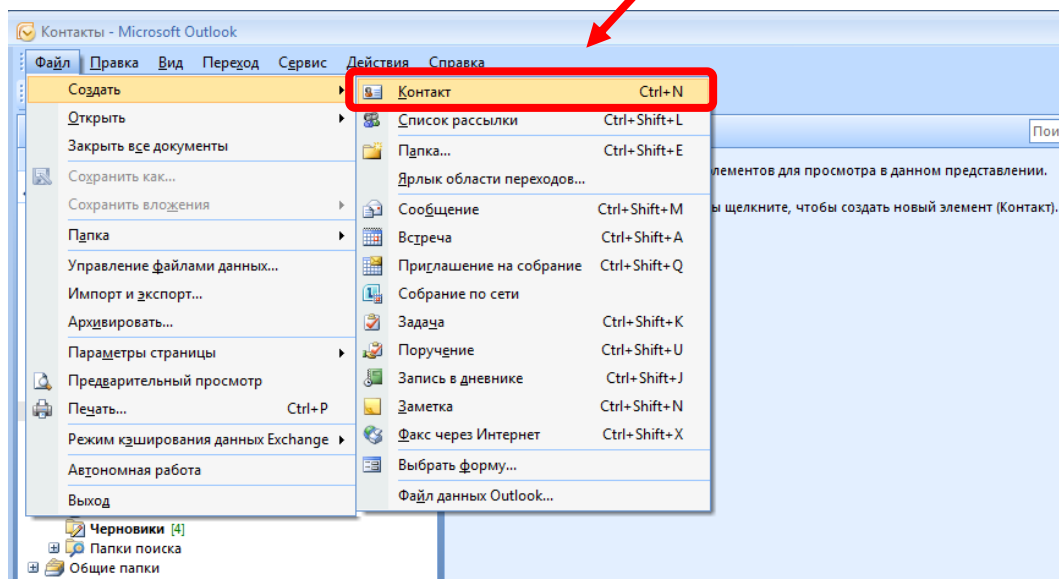 Контакты - Microsoft Outlook
Файл Правка Вид Переход Сервис Действия Справка
Создать
Открыть
Закрыть все документы
Сохранить как...
Сохранить вложения
Папка
Управление файлами данных...
Импорт и экспорт...
Архивировать...
Параметры страницы
Предварительный просмотр
Печать... Ctrl+P
Режим кэширования данных Exchange
Автономная работа
Выход
Контакт Ctrl+N
Список рассылки Ctrl+Shift+L
Папка... Ctrl+Shift+E
Ярлык области переходов...
Сообщение Ctrl+Shift+M
Встреча Ctrl+Shift+A
Приглашение на собрание Ctrl+Shift+Q
Собрание по сети
Задача Ctrl+Shift+K
Поручение Ctrl+Shift+U
Запись в дневнике Ctrl+Shift+J
Заметка Ctrl+Shift+N
Факс через Интернет Ctrl+Shift+X
Выбрать форму...
Файл данных Outlook...
Пои
лементов для просмотра в данном представлении.
ы щелкните, чтобы создать новый элемент (Контакт).
Черновики [4]
Папки поиска
Общие папки